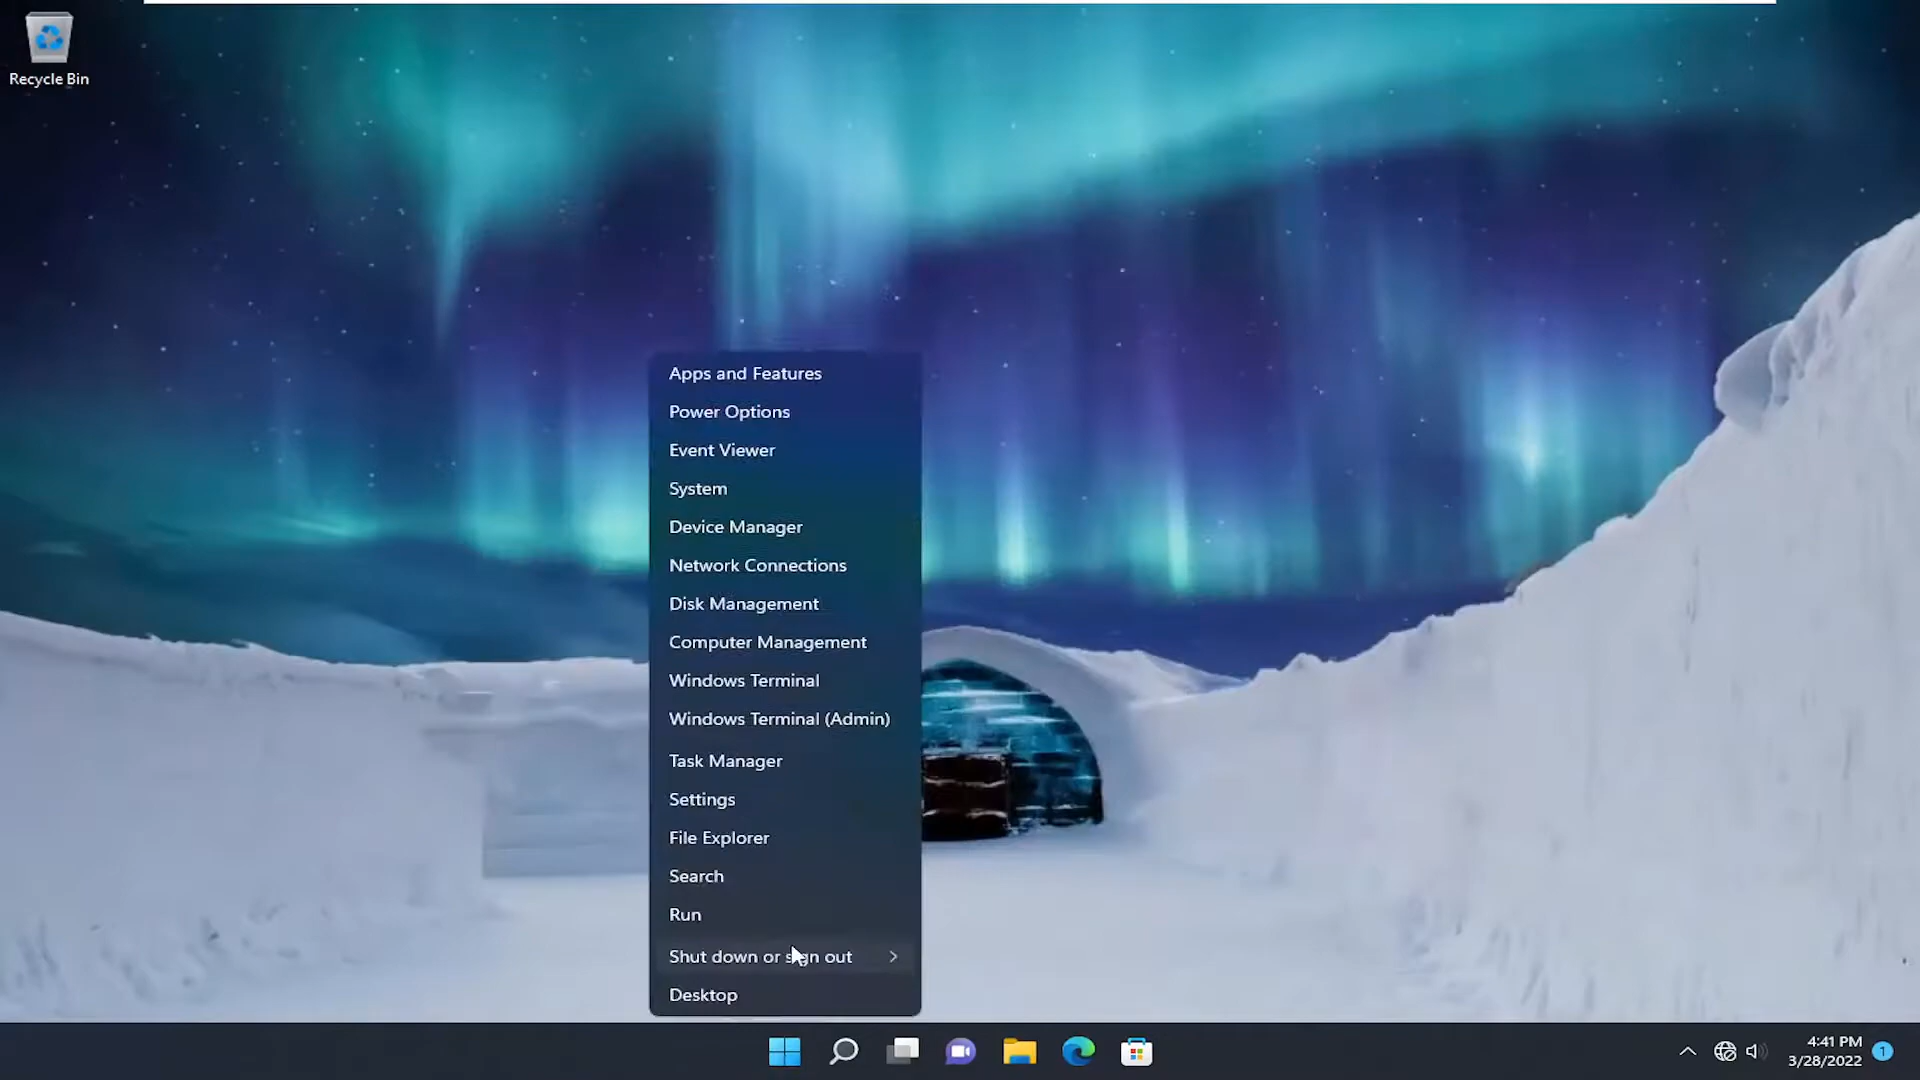 Recycle Bin
Apps and Features
Power Options
Event Viewer
System
Device Manager
Network Connections
Disk Management
Computer Management
Windows Terminal
Windows Terminal (Admin)
Task Manager
Settings
File Explorer
Search
Run
Shut down or sign out
Desktop
4:41 PM
3/28/2022
1